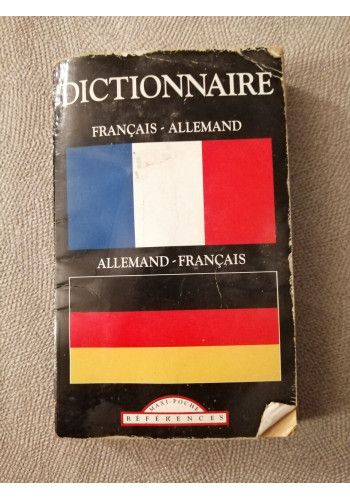 DICTIONNAIRE
FRANÇAIS - ALLEMAND
ALLEMAND - FRANÇAIS
MAXI-POCHE
RÉFÉRENCES